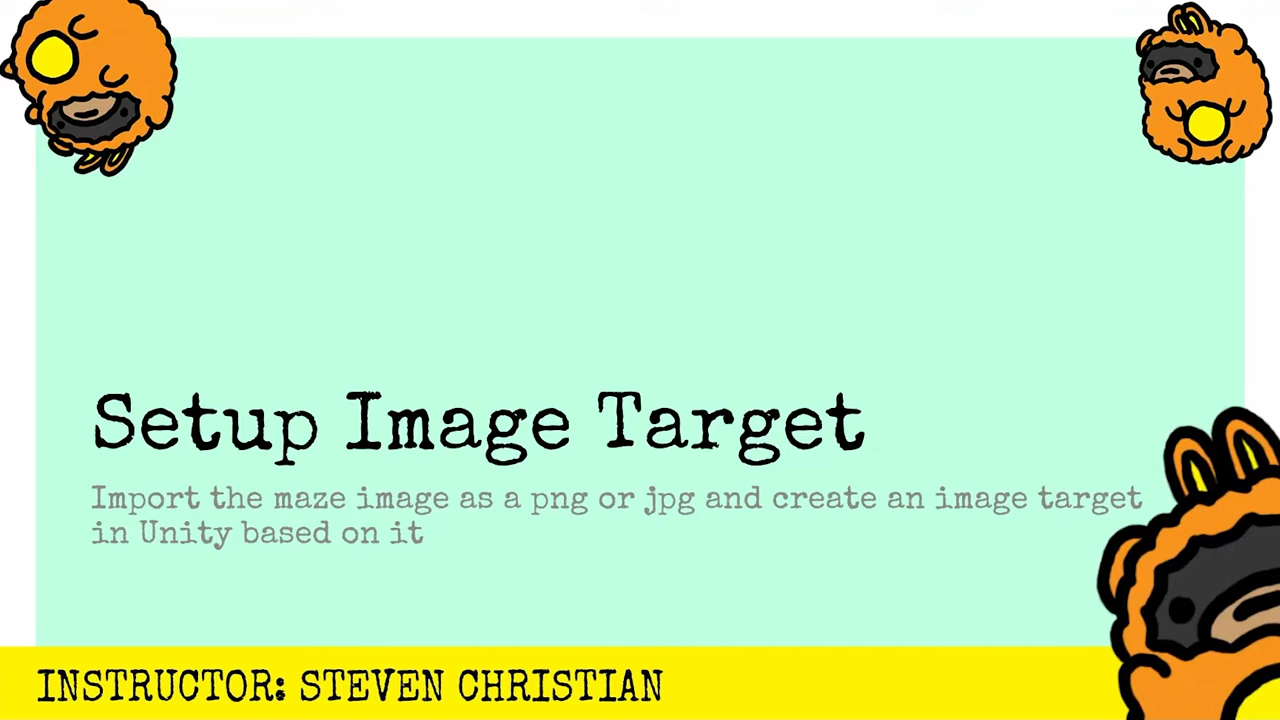 Setup Image Target
Import the maze image as a png or jpg and create an image target
in Unity based on it
INSTRUCTOR: STEVEN CHRISTIAN